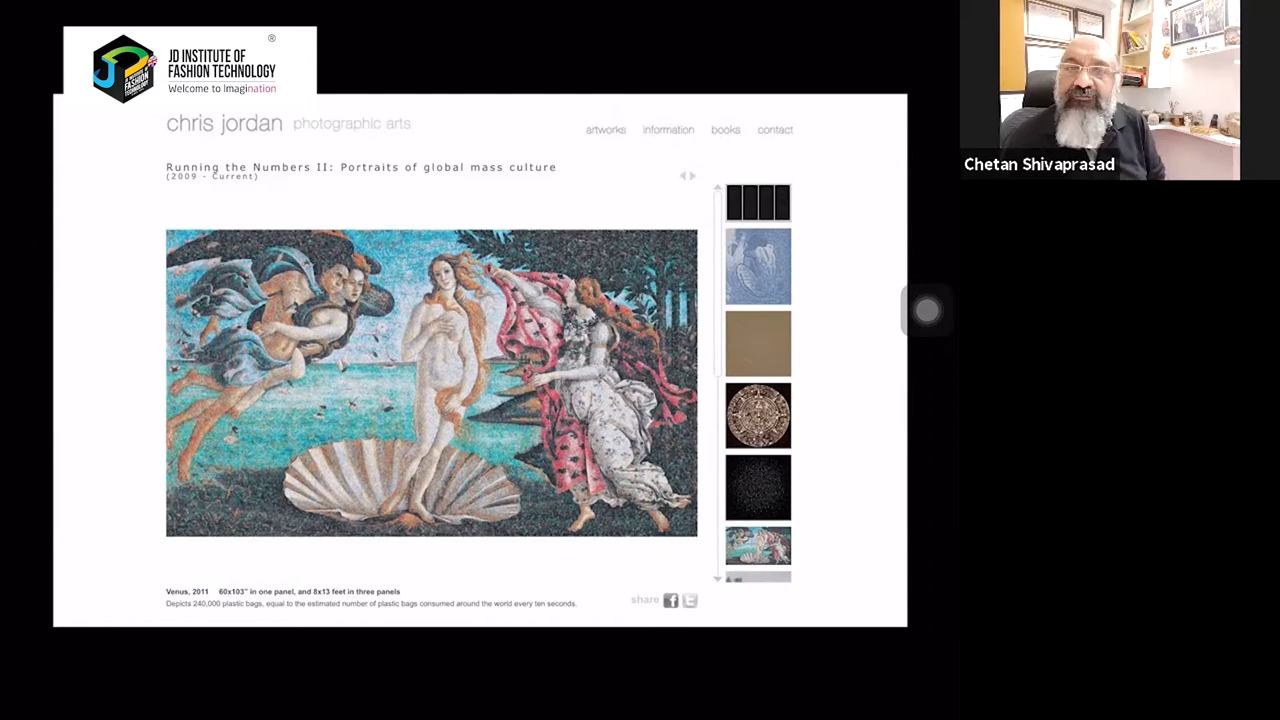 JD INSTITUTE OF
FASHION TECHNOLOGY
Welcome to Imagination
®
chris jordan photographic arts
artworks information books contact
Running the Numbers II: Portraits of global mass culture
(2009 - Current)
Venus, 2011 60x103" in one panel, and 8x13 feet in three panels
Depicts 240,000 plastic bags, equal to the estimated number of plastic bags consumed around the world every ten seconds.
share
Chetan Shivaprasad